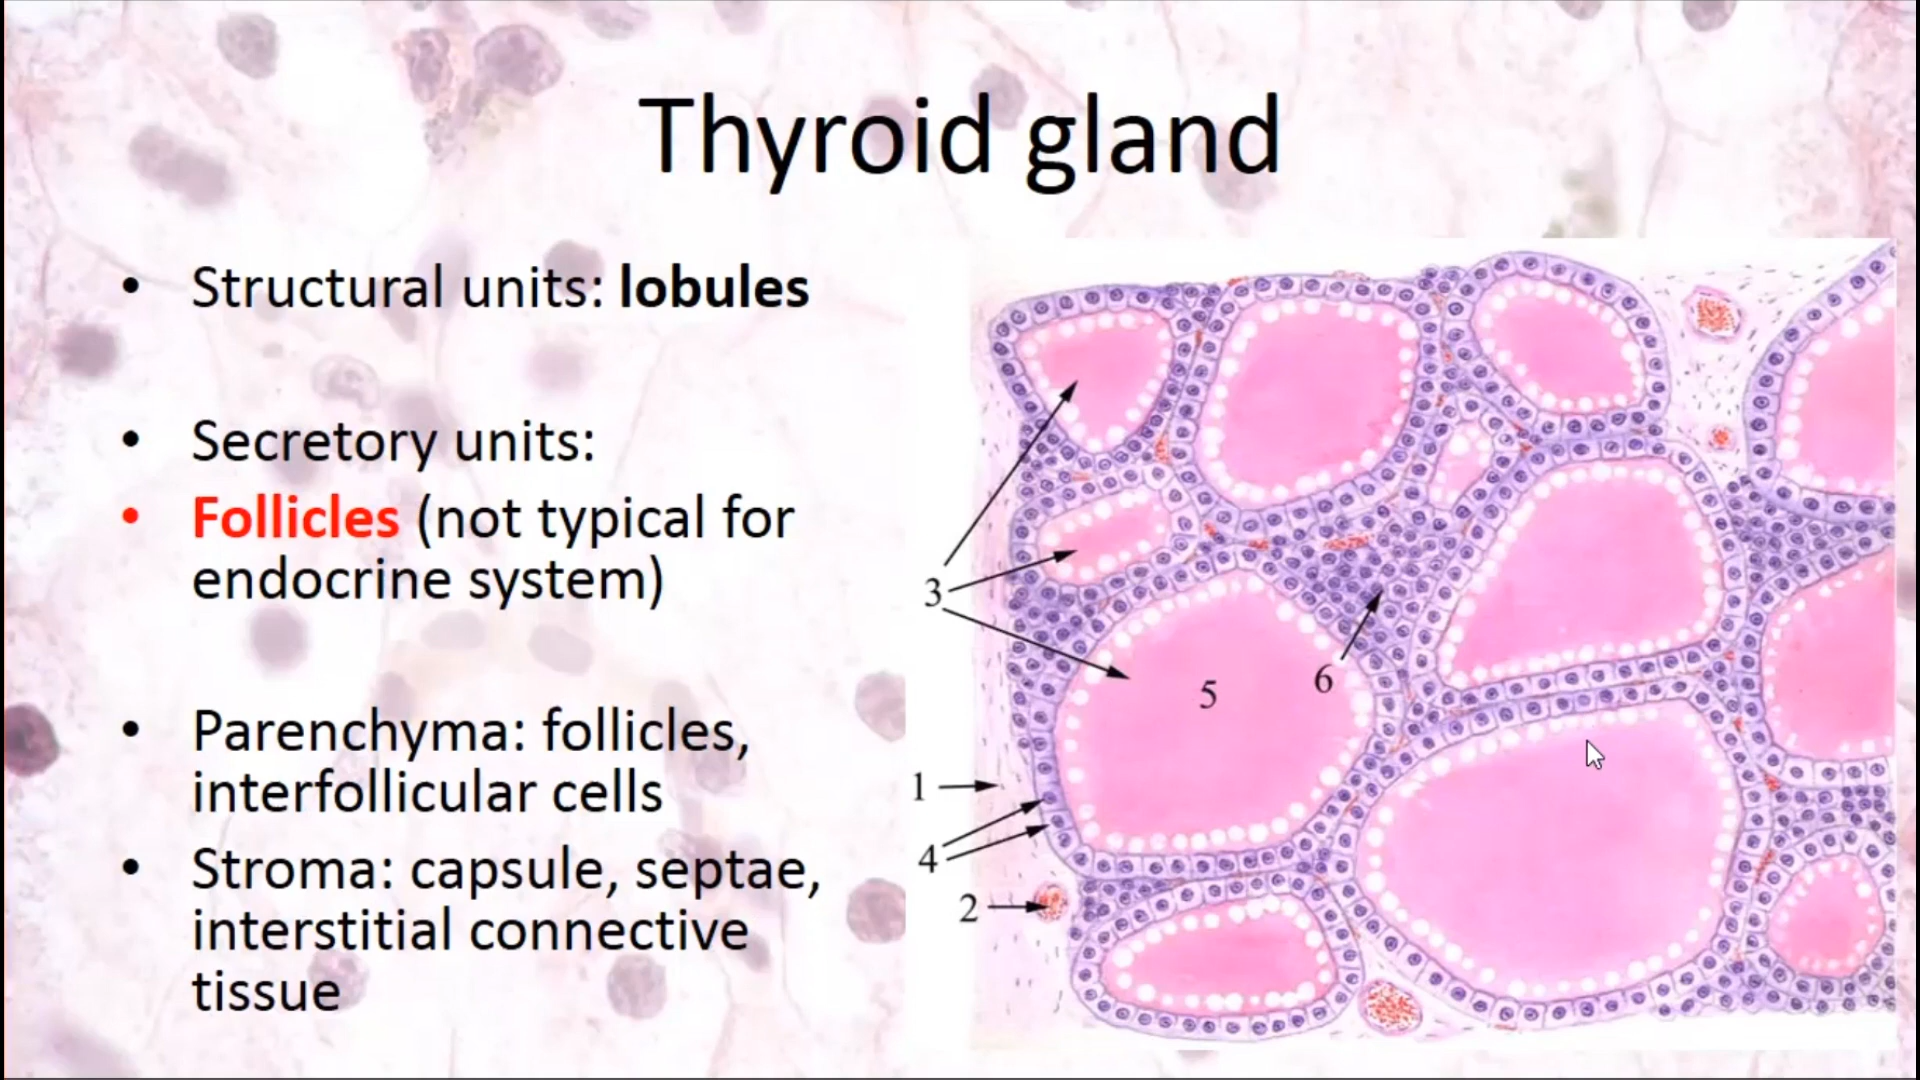 Thyroid gland
• Structural units: lobules
• Secretory units:
• Follicles (not typical for
endocrine system)
• Parenchyma: follicles,
interfollicular cells
• Stroma: capsule, septae,
interstitial connective
tissue
3
5
6
1
4
2